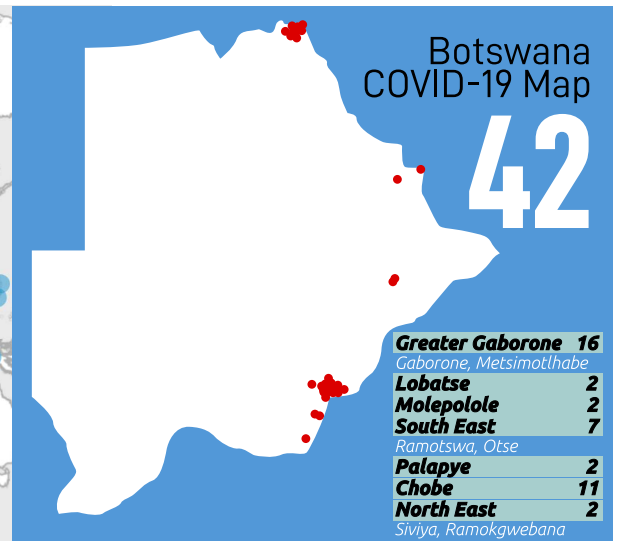 Botswana
COVID-19 Map
42
Greater Gaborone 16
Gaborone, Metsimotlhabe
Lobatse 2
Molepolole 2
South East 7
Ramotswa, Otse
Palapye 2
Chobe 11
North East 2
Siviya, Ramokgwebana